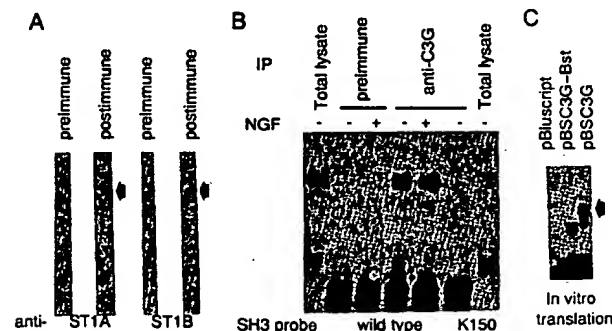 A
preimmune
postimmune
preimmune
postimmune
anti- ST1A ST1B
B
IP
Total lysate
preimmune
anti-C3G
Total lysate
NGF - - + - + - -
SH3 probe wild type K150
C
pBluscript
pBSC3G-Bst
pBSC3G
In vitro
translation